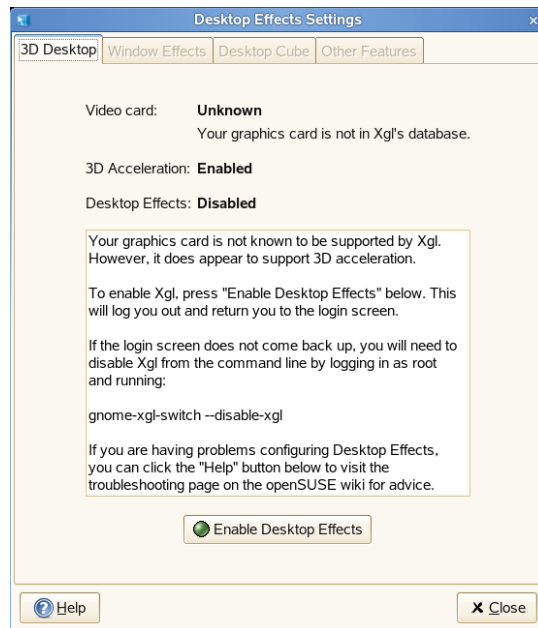 Desktop Effects Settings
3D Desktop
Window Effects
Desktop Cube
Other Features
Video card: Unknown
Your graphics card is not in Xgl's database.
3D Acceleration: Enabled
Desktop Effects: Disabled
Your graphics card is not known to be supported by Xgl.
However, it does appear to support 3D acceleration.
To enable Xgl, press "Enable Desktop Effects" below. This
will log you out and return you to the login screen.
If the login screen does not come back up, you will need to
disable Xgl from the command line by logging in as root
and running:
gnome-xgl-switch --disable-xgl
If you are having problems configuring Desktop Effects,
you can click the "Help" button below to visit the
troubleshooting page on the openSUSE wiki for advice.
Enable Desktop Effects
Help
Close